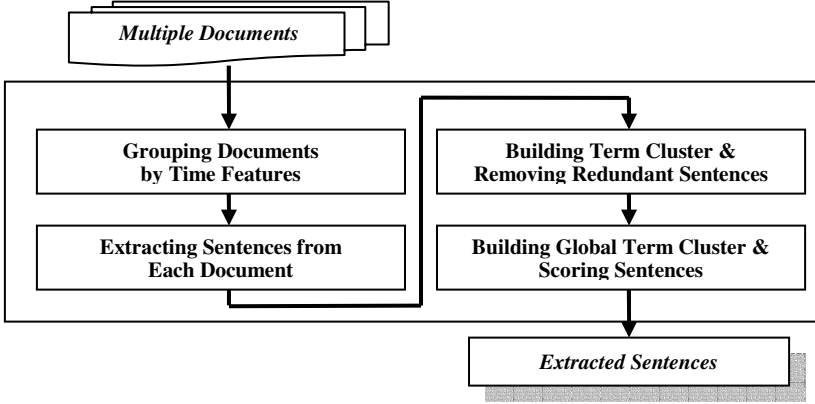 Multiple Documents
Grouping Documents
by Time Features
Extracting Sentences from
Each Document
Building Term Cluster &
Removing Redundant Sentences
Building Global Term Cluster &
Scoring Sentences
Extracted Sentences